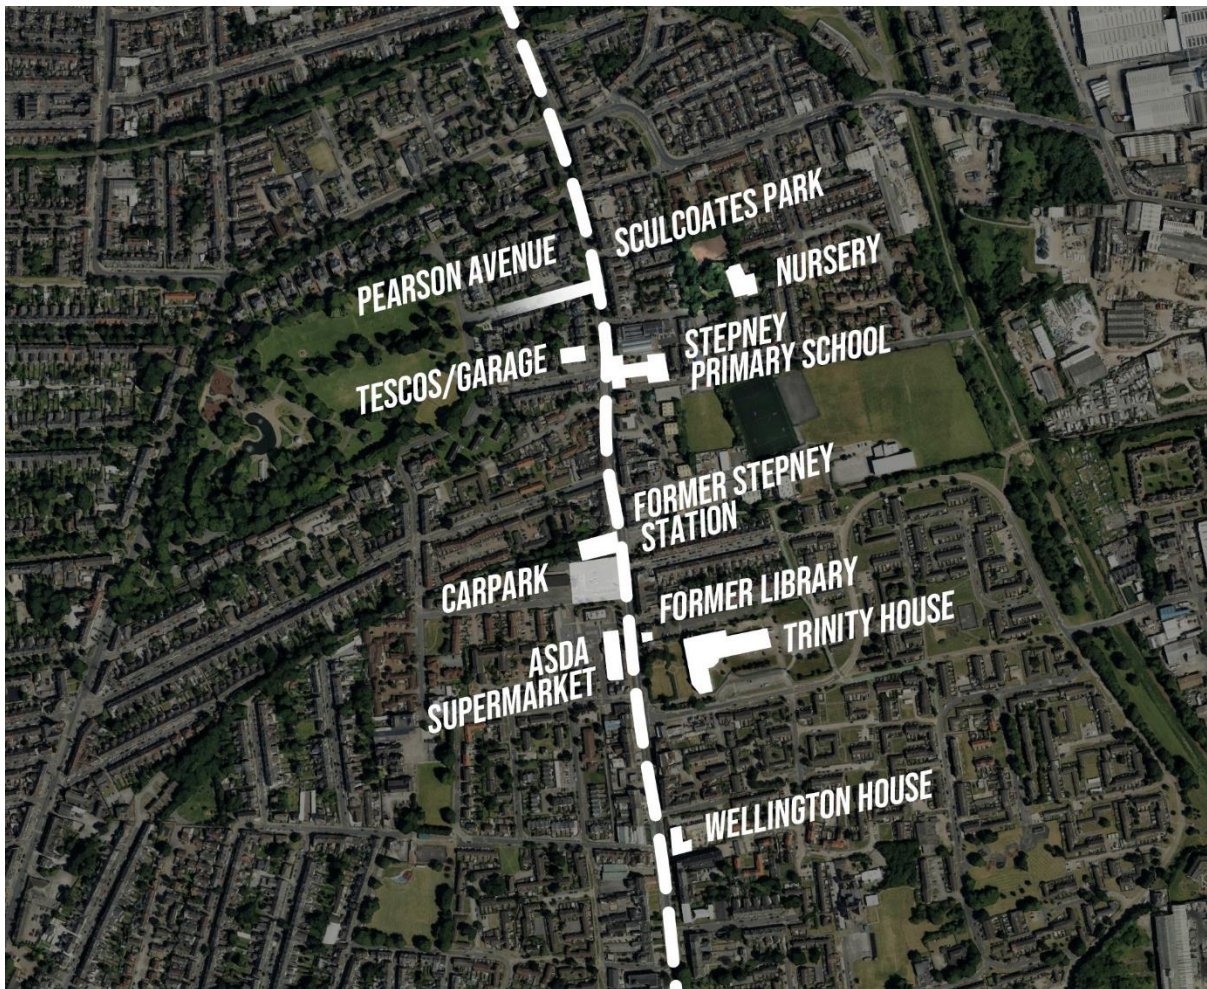 SCULCOATES PARK
PEARSON AVENUE
NURSERY
STEPNEY
PRIMARY SCHOOL
TESCOS/GARAGE
FORMER STEPNEY
STATION
CARPARK
FORMER LIBRARY
TRINITY HOUSE
ASDA
SUPERMARKET
WELLINGTON HOUSE